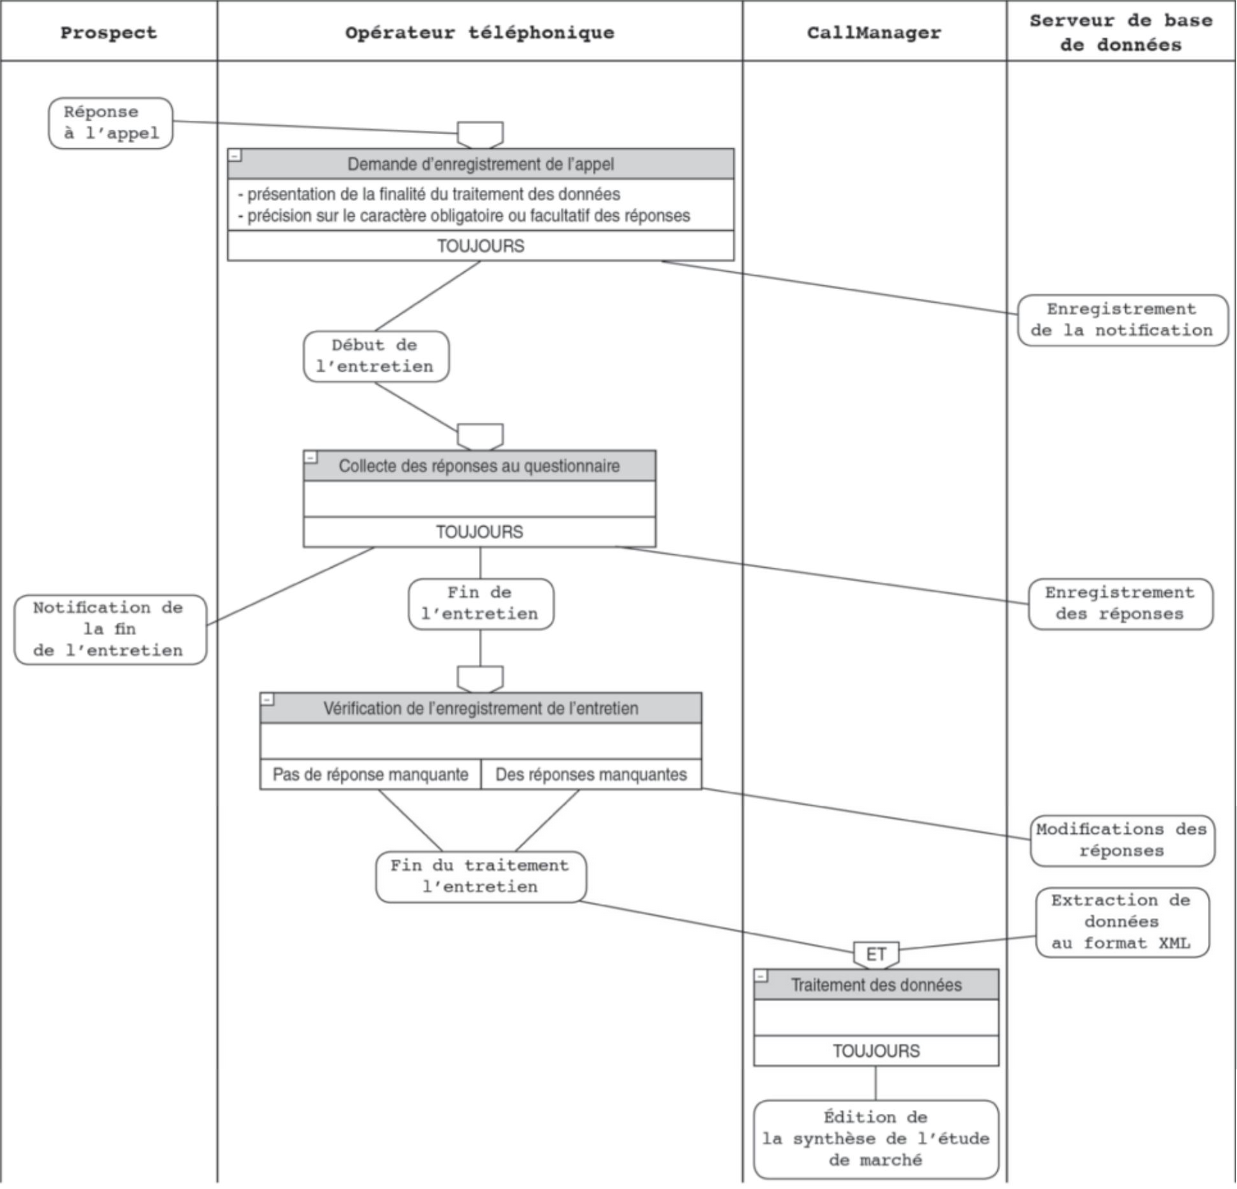 Prospect
Opérateur téléphonique
CallManager
Serveur de base
de données
Réponse
à l'appel
Demande d'enregistrement de l'appel
- présentation de la finalité du traitement des données
- précision sur le caractère obligatoire ou facultatif des réponses
TOUJOURS
Enregistrement
de la notification
Début de
l'entretien
Collecte des réponses au questionnaire
TOUJOURS
Notification de
la fin
de l'entretien
Fin de
l'entretien
Enregistrement
des réponses
Vérification de l'enregistrement de l'entretien
Pas de réponse manquante
Des réponses manquantes
Modifications des
réponses
Fin du traitement
l'entretien
Extraction de
données
au format XML
ET
Traitement des données
TOUJOURS
Édition de
la synthèse de l'étude
de marché